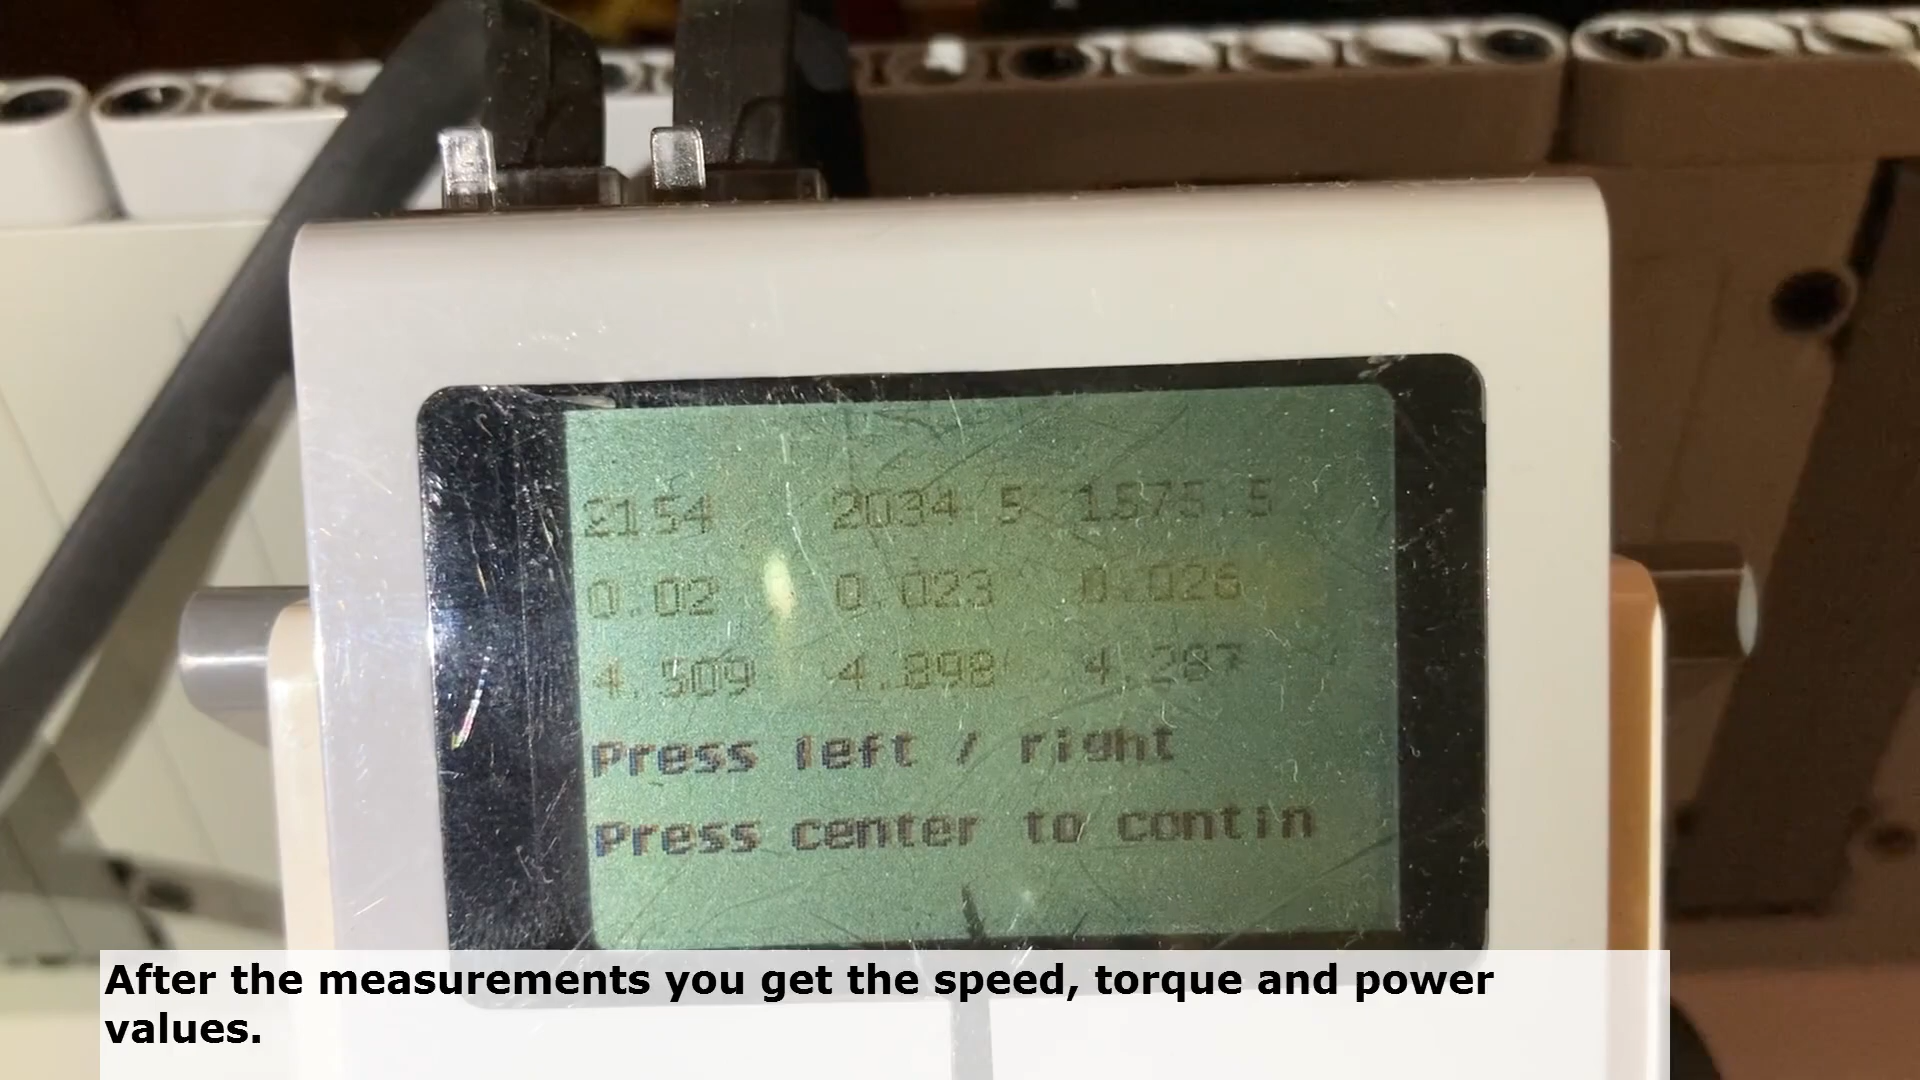 2154 2034.5 1575.5
0.02 0.023 0.026
4.509 4.898 4.287
Press left / right
Press center to contin
After the measurements you get the speed, torque and power
values.